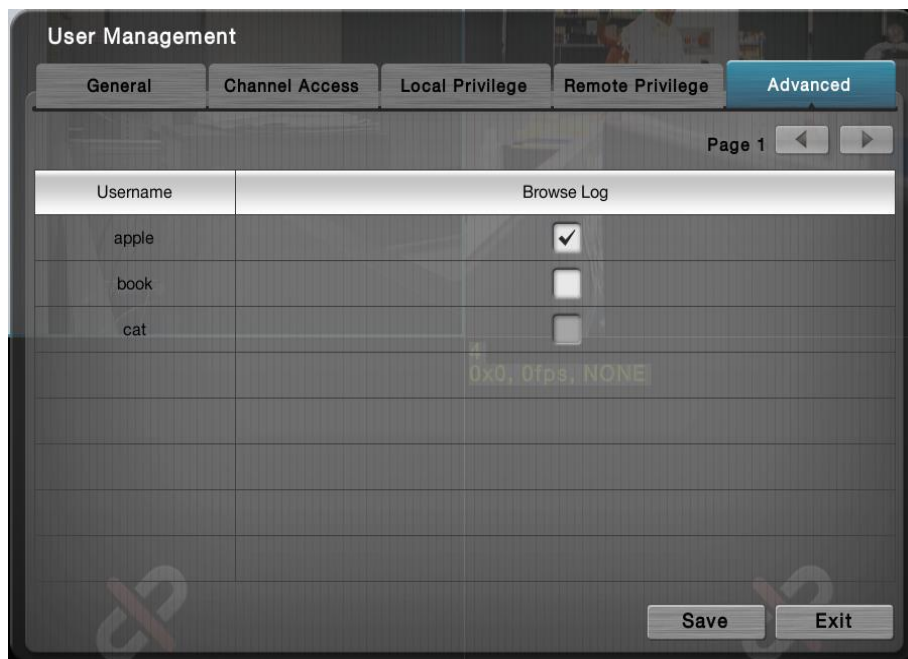 User Management
General Channel Access Local Privilege Remote Privilege Advanced
Page 1
Username Browse Log
apple
book
cat
4
0x0, 0fps, NONE
Save Exit